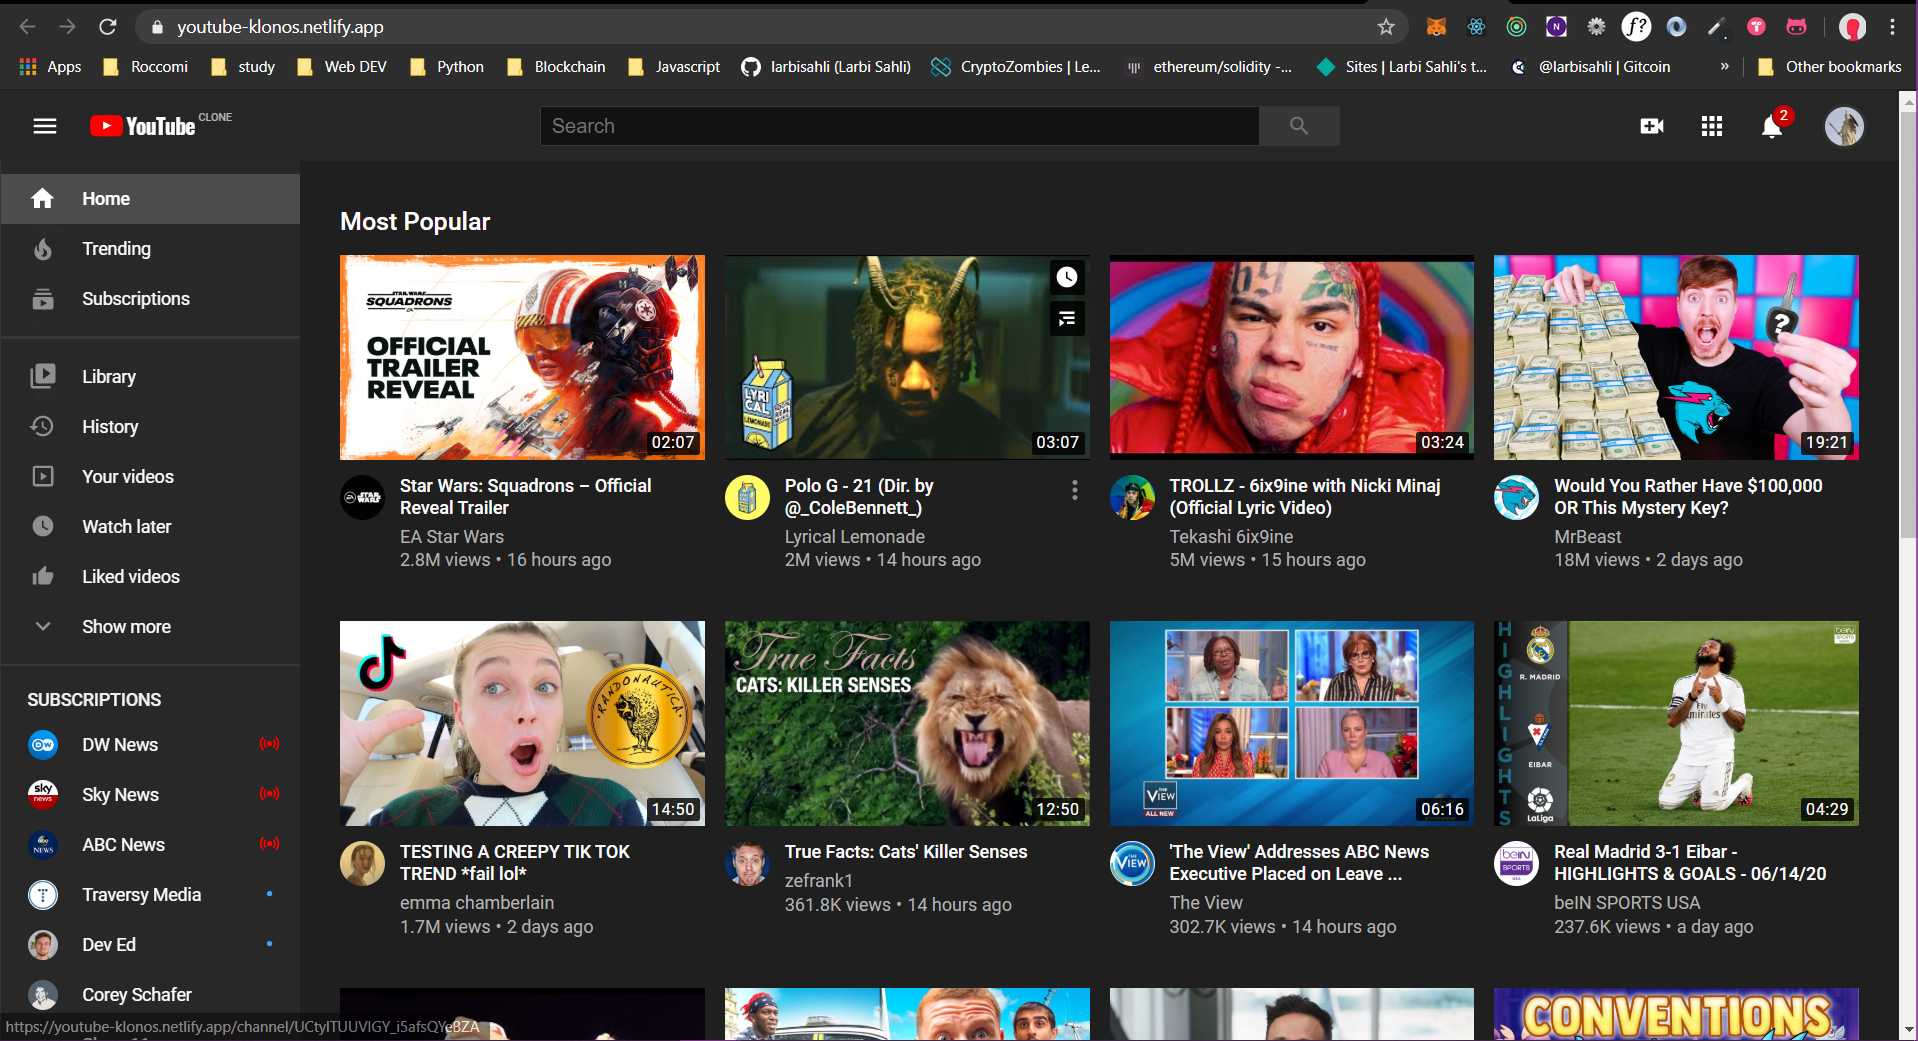 youtube-klonos.netlify.app
Apps
Roccomi
study
Web DEV
Python
Blockchain
Javascript
larbisahli (Larbi Sahli)
CryptoZombies | Le...
ethereum/solidity -...
Sites | Larbi Sahli's t...
@larbisahli | Gitcoin
»
Other bookmarks
YouTube CLONE
Search
2
Home
Trending
Subscriptions
Library
History
Your videos
Watch later
Liked videos
Show more
SUBSCRIPTIONS
DW News
Sky News
ABC News
Traversy Media
Dev Ed
Corey Schafer
https://youtube-klonos.netlify.app/channel/UCtyITUUVIGY_i5afsQYeBZA
Most Popular
STAR WARS
SQUADRONS
OFFICIAL
TRAILER
REVEAL
02:07
Star Wars: Squadrons – Official
Reveal Trailer
EA Star Wars
2.8M views • 16 hours ago
LYRI
CAL
LEMONADE
03:07
Polo G - 21 (Dir. by
@_ColeBennett_)
Lyrical Lemonade
2M views • 14 hours ago
03:24
TROLLZ - 6ix9ine with Nicki Minaj
(Official Lyric Video)
Tekashi 6ix9ine
5M views • 15 hours ago
?
19:21
Would You Rather Have $100,000
OR This Mystery Key?
MrBeast
18M views • 2 days ago
RANDONAUTICA
14:50
TESTING A CREEPY TIK TOK
TREND *fail lol*
emma chamberlain
1.7M views • 2 days ago
True Facts
CATS: KILLER SENSES
12:50
True Facts: Cats' Killer Senses
zefrank1
361.8K views • 14 hours ago
THE
VIEW
ALL NEW
06:16
'The View' Addresses ABC News
Executive Placed on Leave ...
The View
302.7K views • 14 hours ago
HIGHLIGHTS
R. MADRID
EIBAR
LaLiga
beIN
SPORTS
Fly
Emirates
2
04:29
Real Madrid 3-1 Eibar -
HIGHLIGHTS & GOALS - 06/14/20
beIN SPORTS USA
237.6K views • a day ago
CONVENTIONS